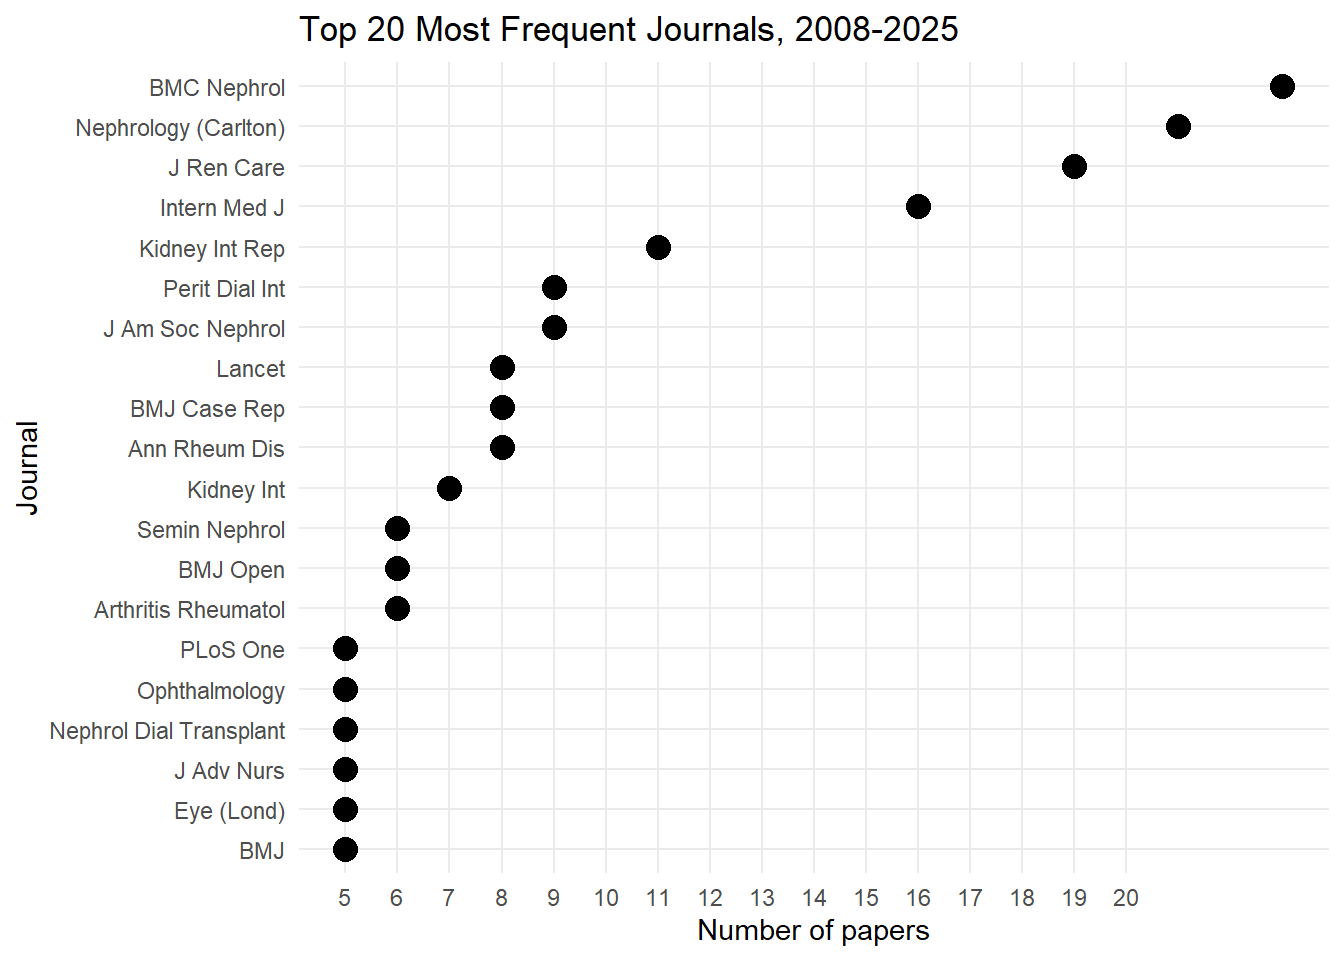 Top 20 Most Frequent Journals, 2008-2025
BMC Nephrol
Nephrology (Carlton)
J Ren Care
Intern Med J
Kidney Int Rep
Perit Dial Int
J Am Soc Nephrol
Lancet
BMJ Case Rep
Ann Rheum Dis
Kidney Int
Semin Nephrol
BMJ Open
Arthritis Rheumatol
PLoS One
Ophthalmology
Nephrol Dial Transplant
J Adv Nurs
Eye (Lond)
BMJ
Journal
5 6 7 8 9 10 11 12 13 14 15 16 17 18 19 20
Number of papers